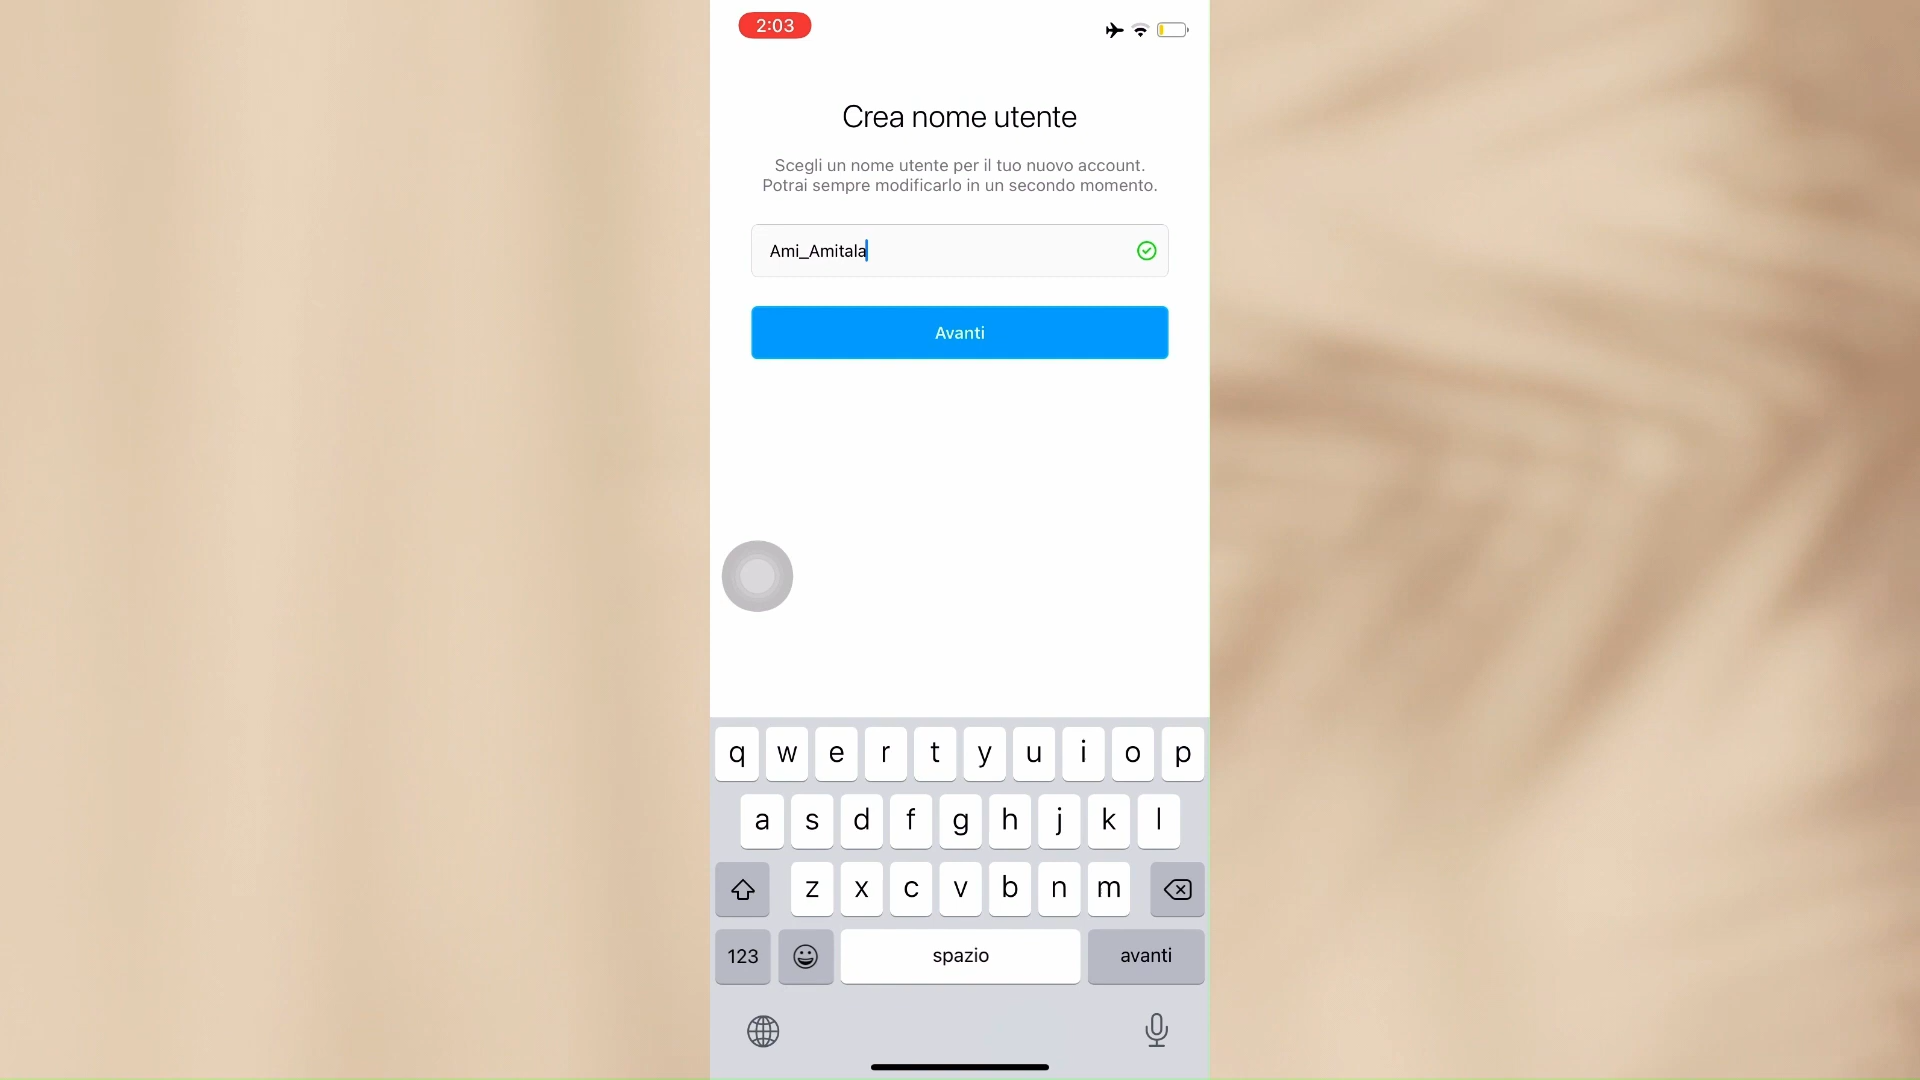 2:03
Crea nome utente
Scegli un nome utente per il tuo nuovo account.
Potrai sempre modificarlo in un secondo momento.
Ami_Amitala
Avanti
q w e r t y u i o p
a s d f g h j k l
z x c v b n m
123 spazio avanti